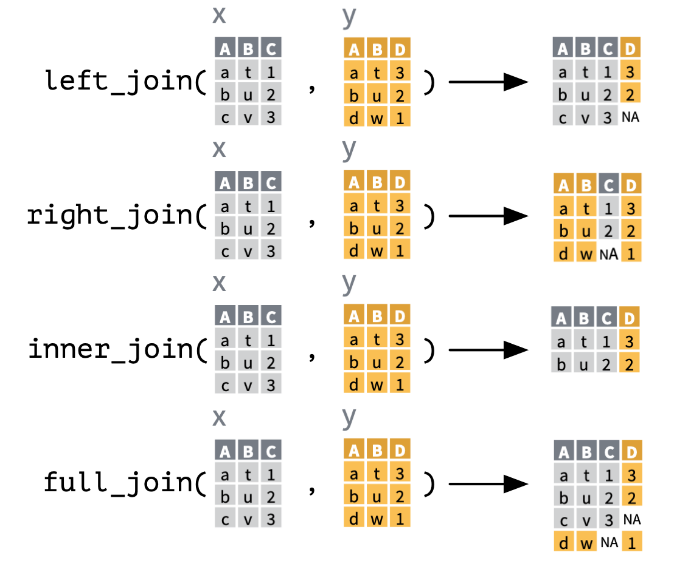 x y
left_join( , )
A B C
a t 1
b u 2
c v 3
A B D
a t 3
b u 2
d w 1
A B C D
a t 1 3
b u 2 2
c v 3 NA
x y
right_join( , )
A B C
a t 1
b u 2
c v 3
A B D
a t 3
b u 2
d w 1
A B C D
a t 1 3
b u 2 2
d w NA 1
x y
inner_join( , )
A B C
a t 1
b u 2
c v 3
A B D
a t 3
b u 2
d w 1
A B C D
a t 1 3
b u 2 2
x y
full_join( , )
A B C
a t 1
b u 2
c v 3
A B D
a t 3
b u 2
d w 1
A B C D
a t 1 3
b u 2 2
c v 3 NA
d w NA 1